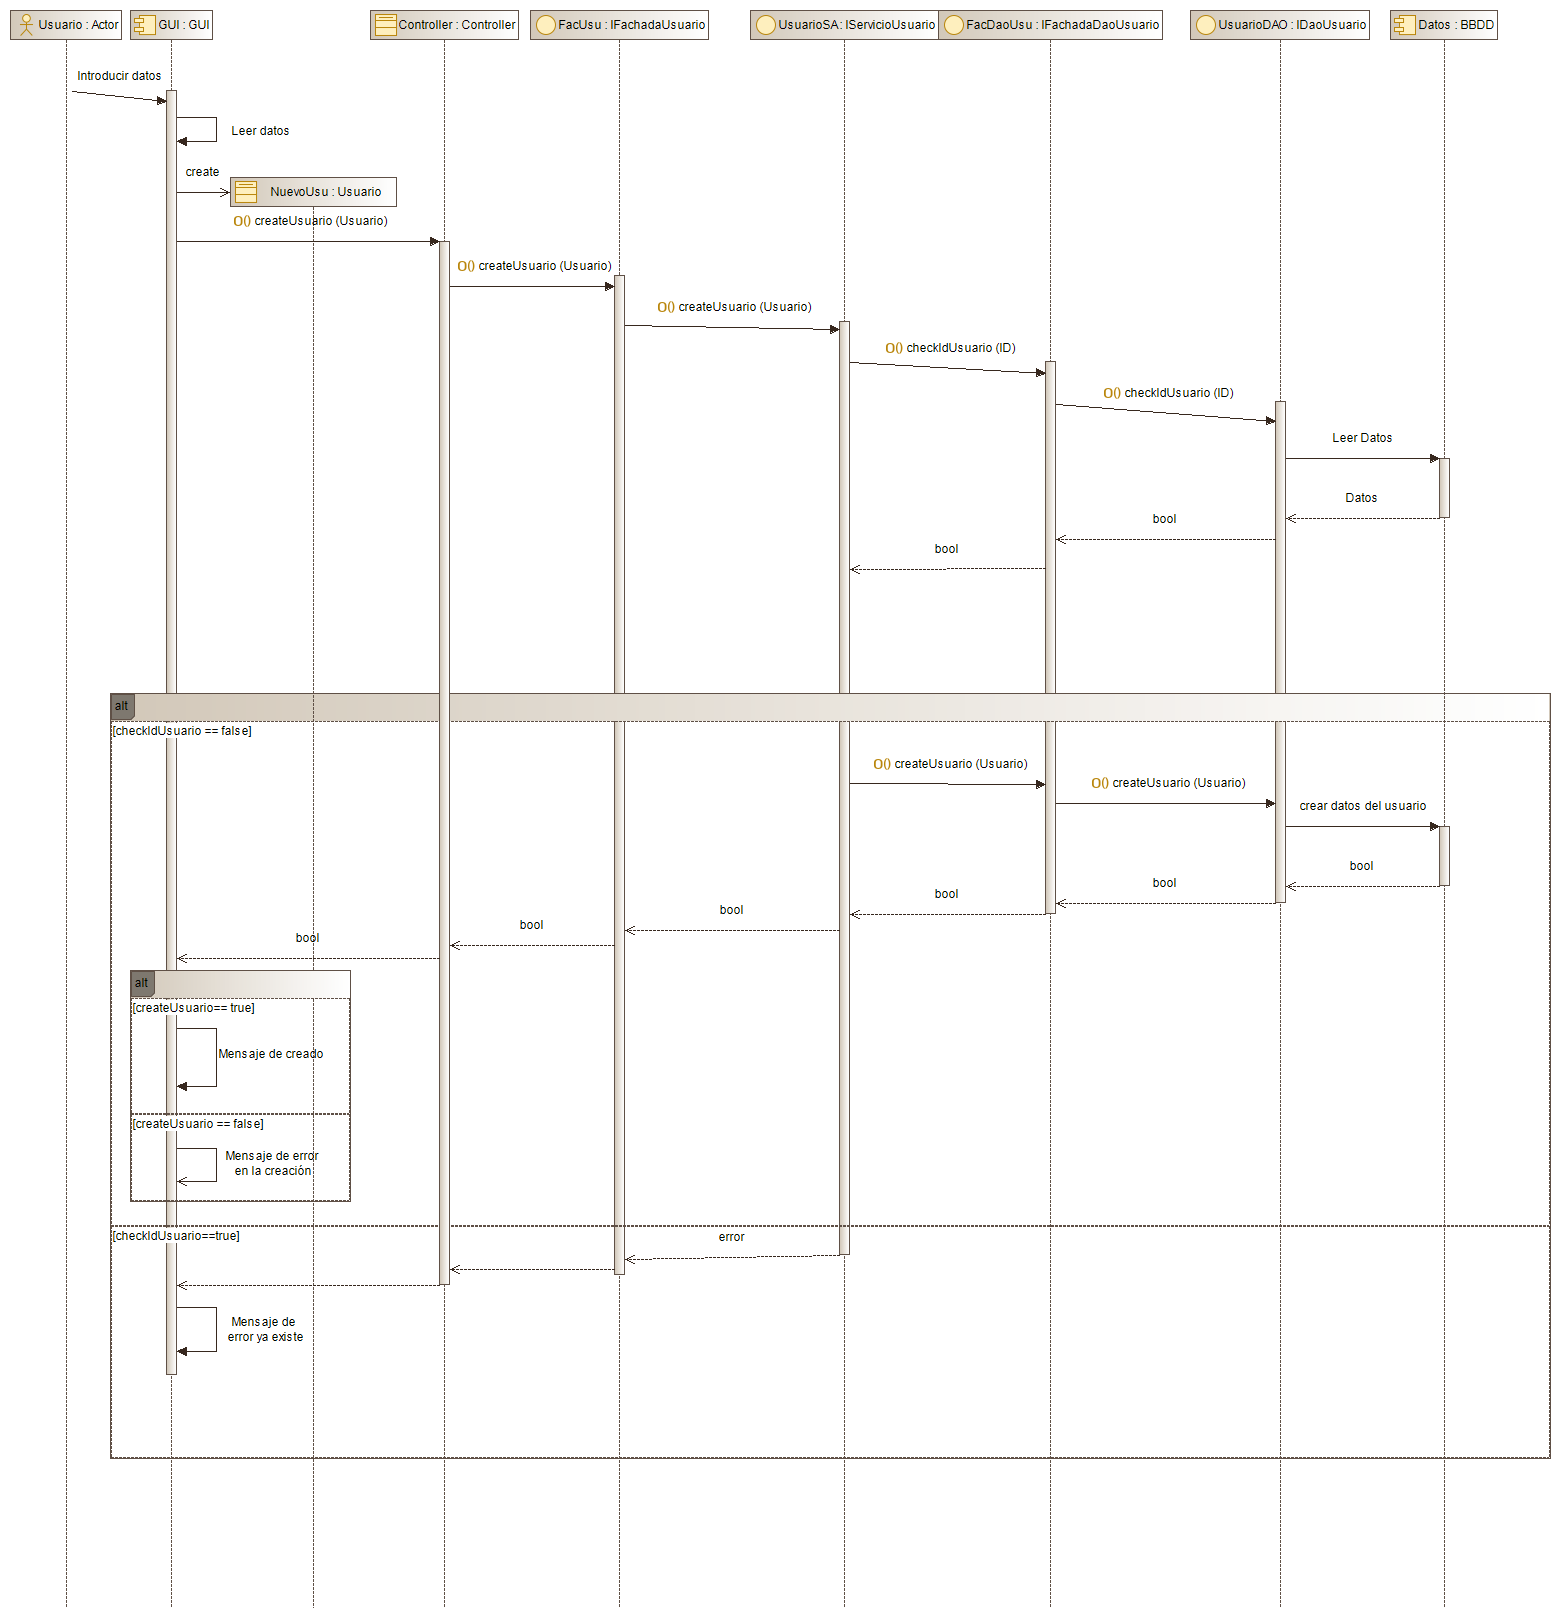 Usuario : Actor
GUI : GUI
Controller : Controller
FacUsu : IFachadaUsuario
UsuarioSA: IServicioUsuario
FacDaoUsu : IFachadaDaoUsuario
UsuarioDAO : IDaoUsuario
Datos : BBDD
Introducir datos
Leer datos
create
NuevoUsu : Usuario
O() createUsuario (Usuario)
O() createUsuario (Usuario)
O() createUsuario (Usuario)
O() checkIdUsuario (ID)
O() checkIdUsuario (ID)
Leer Datos
Datos
bool
bool
alt
[checkIdUsuario == false]
O() createUsuario (Usuario)
O() createUsuario (Usuario)
crear datos del usuario
bool
bool
bool
bool
bool
bool
alt
[createUsuario== true]
Mensaje de creado
[createUsuario == false]
Mensaje de error
en la creación
[checkIdUsuario==true]
error
Mensaje de
error ya existe